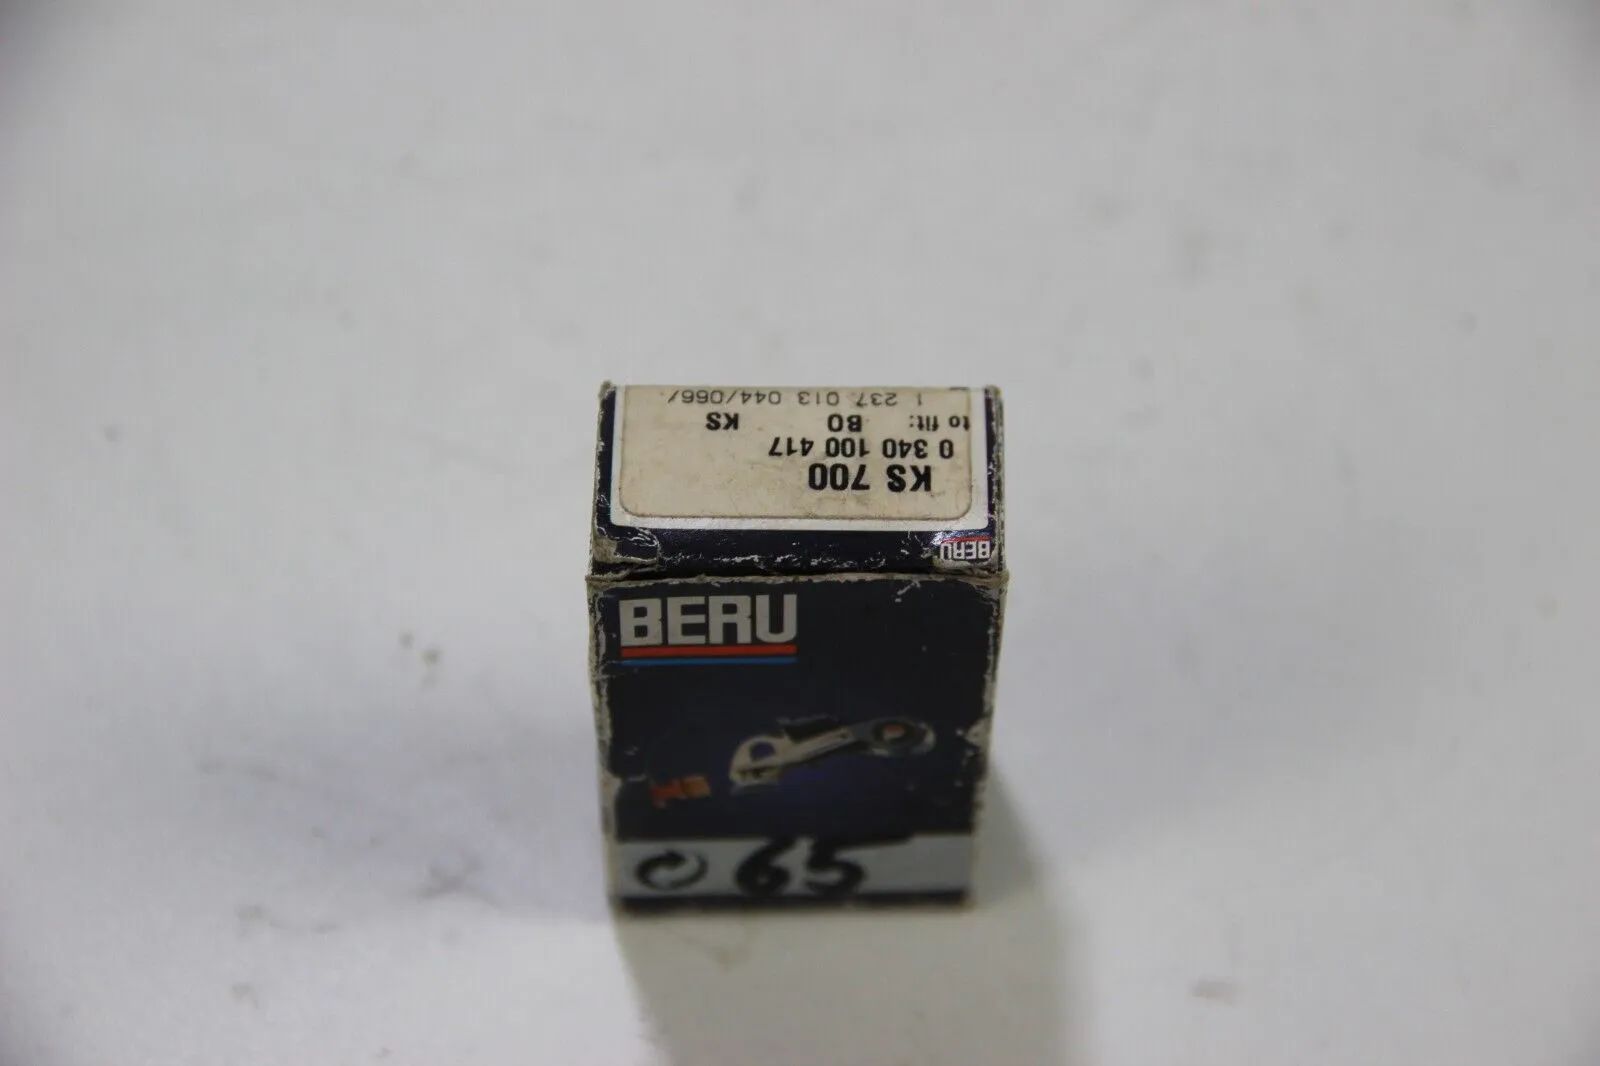 KS 700
0 340 100 417
to fit: BO KS
1 237 013 044/066/
BERU
BERU
65